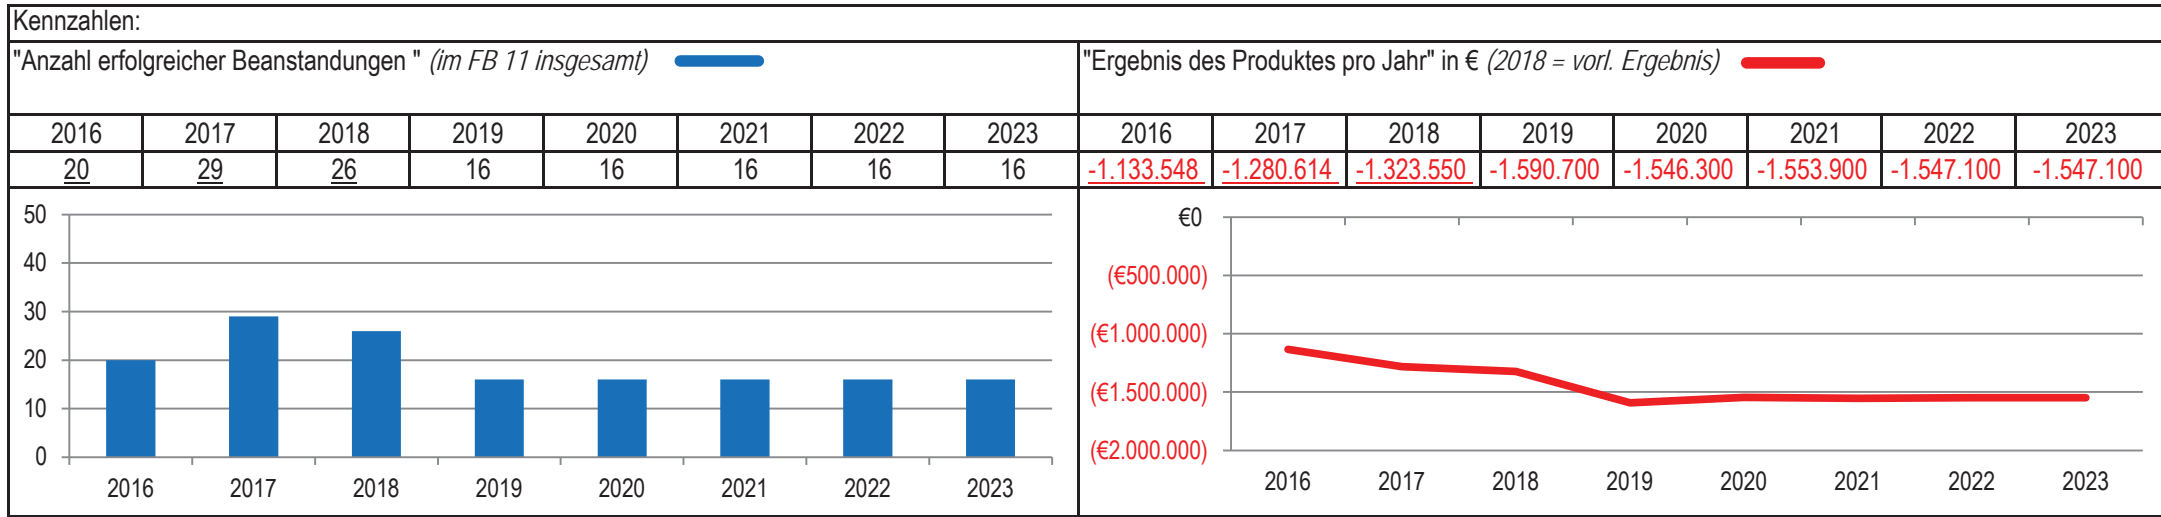 Kennzahlen:
"Anzahl erfolgreicher Beanstandungen " (im FB 11 insgesamt)
"Ergebnis des Produktes pro Jahr" in € (2018 = vorl. Ergebnis)
2016 2017 2018 2019 2020 2021 2022 2023 2016 2017 2018 2019 2020 2021 2022 2023
20 29 26 16 16 16 16 16 -1.133.548 -1.280.614 -1.323.550 -1.590.700 -1.546.300 -1.553.900 -1.547.100 -1.547.100
50
40
30
20
10
0
2016 2017 2018 2019 2020 2021 2022 2023
€0
(€500.000)
(€1.000.000)
(€1.500.000)
(€2.000.000)
2016 2017 2018 2019 2020 2021 2022 2023